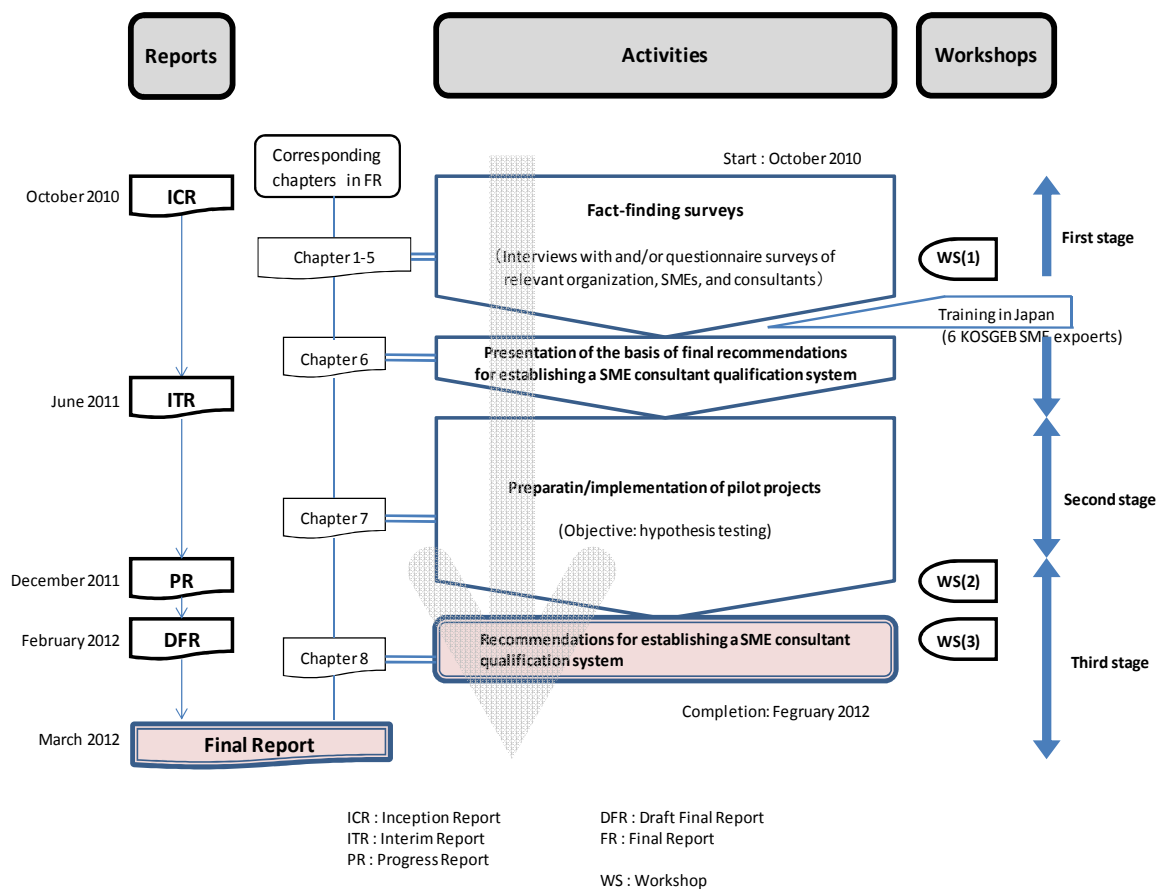 Reports
Activities
Workshops
Corresponding
chapters in FR
Start : October 2010
October 2010
ICR
Fact-finding surveys
First stage
Chapter 1-5
(Interviews with and/or questionnaire surveys of
relevant organization, SMEs, and consultants)
WS(1)
Training in Japan
(6 KOSGEB SME expoerts)
Chapter 6
Presentation of the basis of final recommendations
for establishing a SME consultant qualification system
June 2011
ITR
Preparatin/implementation of pilot projects
Second stage
Chapter 7
(Objective: hypothesis testing)
December 2011
PR
WS(2)
February 2012
DFR
Recommendations for establishing a SME consultant
qualification system
WS(3)
Chapter 8
Third stage
Completion: Fegruary 2012
March 2012
Final Report
ICR : Inception Report
DFR : Draft Final Report
ITR : Interim Report
FR : Final Report
PR : Progress Report
WS : Workshop